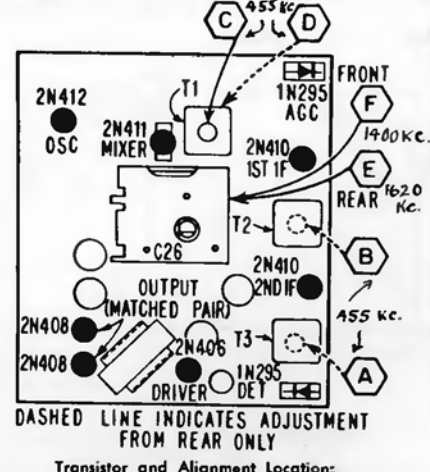 C
455 KC.
D
T1
FRONT
1N295
AGC
2N412
OSC
2N411
MIXER
F
1400 KC.
2N410
1ST IF
E
REAR
1620
KC.
T2
C26
B
OUTPUT
(MATCHED PAIR)
2N410
2ND IF
455 KC.
2N408
2N408
T3
2N406
DRIVER
1N295
DET
A
DASHED LINE INDICATES ADJUSTMENT
FROM REAR ONLY
Transistor and Alignment Location: